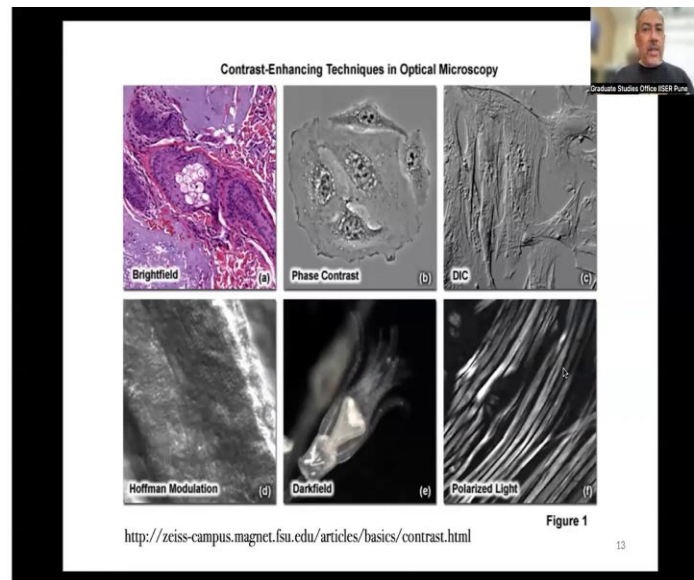 Contrast-Enhancing Techniques in Optical Microscopy
Graduate Studies Office IISER Pune
Brightfield (a)
Phase Contrast (b)
DIC (c)
Hoffman Modulation (d)
Darkfield (e)
Polarized Light (f)
Figure 1
http://zeiss-campus.magnet.fsu.edu/articles/basics/contrast.html
13